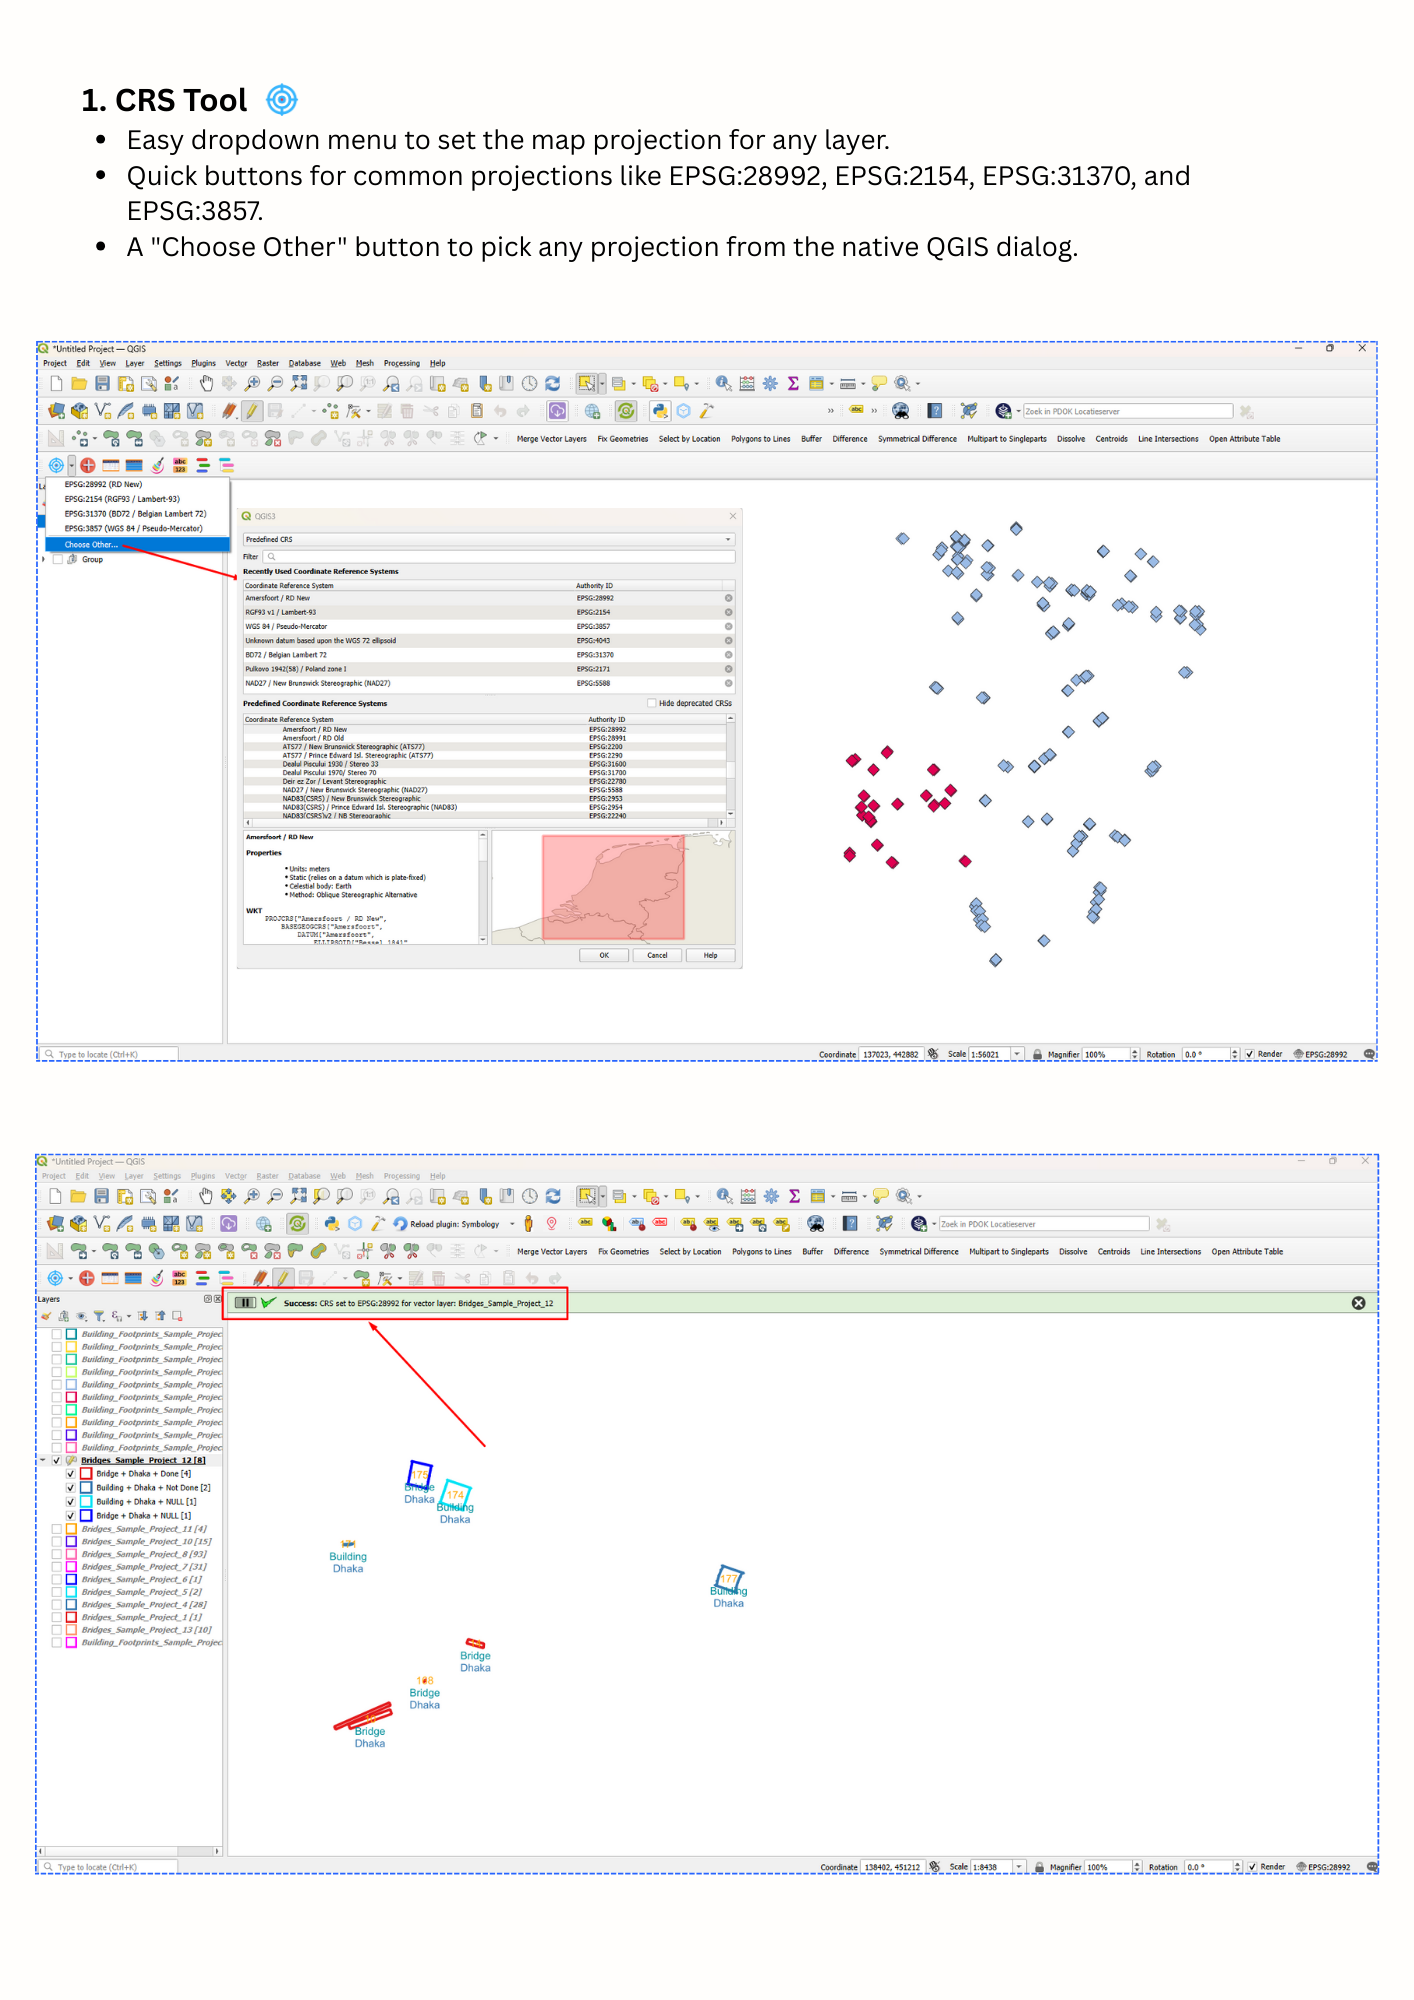 1. CRS Tool
• Easy dropdown menu to set the map projection for any layer.
• Quick buttons for common projections like EPSG:28992, EPSG:2154, EPSG:31370, and
EPSG:3857.
• A "Choose Other" button to pick any projection from the native QGIS dialog.
*Untitled Project — QGIS
Project Edit View Layer Settings Plugins Vector Raster Database Web Mesh Processing Help
» abc » Zoek in PDOK Locatieserver
Merge Vector Layers Fix Geometries Select by Location Polygons to Lines Buffer Difference Symmetrical Difference Multipart to Singleparts Dissolve Centroids Line Intersections Open Attribute Table
abc
123
EPSG:28992 (RD New)
EPSG:2154 (RGF93 / Lambert-93)
EPSG:31370 (BD72 / Belgian Lambert 72)
EPSG:3857 (WGS 84 / Pseudo-Mercator)
Choose Other...
Group
QGIS3
Predefined CRS
Filter
Recently Used Coordinate Reference Systems
Coordinate Reference System Authority ID
Amersfoort / RD New EPSG:28992
RGF93 v1 / Lambert-93 EPSG:2154
WGS 84 / Pseudo-Mercator EPSG:3857
Unknown datum based upon the WGS 72 ellipsoid EPSG:4043
BD72 / Belgian Lambert 72 EPSG:31370
Pulkovo 1942(58) / Poland zone I EPSG:2171
NAD27 / New Brunswick Stereographic (NAD27) EPSG:5588
Predefined Coordinate Reference Systems Hide deprecated CRSs
Coordinate Reference System Authority ID
Amersfoort / RD New EPSG:28992
Amersfoort / RD Old EPSG:28991
ATS77 / New Brunswick Stereographic (ATS77) EPSG:2200
ATS77 / Prince Edward Isl. Stereographic (ATS77) EPSG:2290
Dealul Piscului 1930 / Stereo 33 EPSG:31600
Dealul Piscului 1970/ Stereo 70 EPSG:31700
Deir ez Zor / Levant Stereographic EPSG:22780
NAD27 / New Brunswick Stereographic (NAD27) EPSG:5588
NAD83(CSRS) / New Brunswick Stereographic EPSG:2953
NAD83(CSRS) / Prince Edward Isl. Stereographic (NAD83) EPSG:2954
NAD83(CSRS)v2 / NB Stereographic EPSG:22240
Amersfoort / RD New
Properties
• Units: meters
• Static (relies on a datum which is plate-fixed)
• Celestial body: Earth
• Method: Oblique Stereographic Alternative
WKT
PROJCRS["Amersfoort / RD New",
BASEGEOGCRS["Amersfoort",
DATUM["Amersfoort",
ELLIPSOID["Bessel 1841"
OK Cancel Help
Type to locate (Ctrl+K) Coordinate 137023, 442882 Scale 1:56021 Magnifier 100% Rotation 0.0 ° Render EPSG:28992
*Untitled Project — QGIS
Project Edit View Layer Settings Plugins Vector Raster Database Web Mesh Processing Help
Reload plugin: Symbology Zoek in PDOK Locatieserver
Merge Vector Layers Fix Geometries Select by Location Polygons to Lines Buffer Difference Symmetrical Difference Multipart to Singleparts Dissolve Centroids Line Intersections Open Attribute Table
abc
123
Layers
Success: CRS set to EPSG:28992 for vector layer: Bridges_Sample_Project_12
Building_Footprints_Sample_Projec
Building_Footprints_Sample_Projec
Building_Footprints_Sample_Projec
Building_Footprints_Sample_Projec
Building_Footprints_Sample_Projec
Building_Footprints_Sample_Projec
Building_Footprints_Sample_Projec
Building_Footprints_Sample_Projec
Building_Footprints_Sample_Projec
Building_Footprints_Sample_Projec
Bridges_Sample_Project_12 [8]
Bridge + Dhaka + Done [4]
Building + Dhaka + Not Done [2]
Building + Dhaka + NULL [1]
Bridge + Dhaka + NULL [1]
Bridges_Sample_Project_11 [4]
Bridges_Sample_Project_10 [15]
Bridges_Sample_Project_8 [93]
Bridges_Sample_Project_7 [31]
Bridges_Sample_Project_6 [1]
Bridges_Sample_Project_5 [2]
Bridges_Sample_Project_4 [28]
Bridges_Sample_Project_1 [1]
Bridges_Sample_Project_13 [10]
Building_Footprints_Sample_Projec
175
Bridge
Dhaka
174
Building
Dhaka
Building
Dhaka
177
Building
Dhaka
Bridge
Dhaka
Bridge
Dhaka
Bridge
Dhaka
Type to locate (Ctrl+K) Coordinate 138402, 451212 Scale 1:8438 Magnifier 100% Rotation 0.0 ° Render EPSG:28992